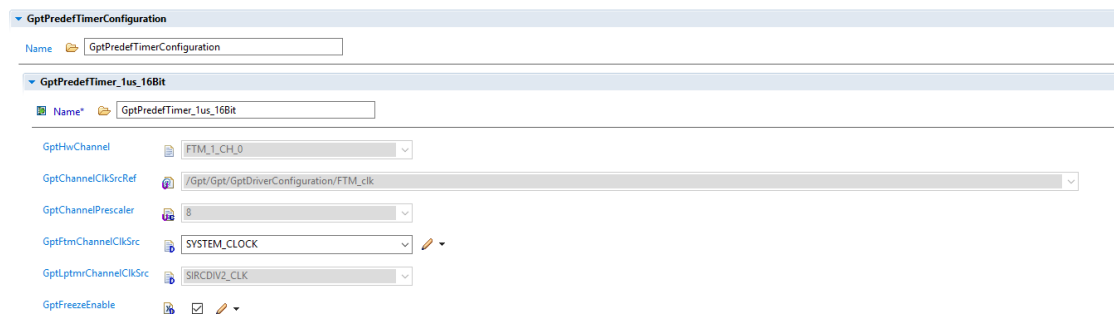 GptPredefTimerConfiguration
Name GptPredefTimerConfiguration
GptPredefTimer_1us_16Bit
Name* GptPredefTimer_1us_16Bit
GptHwChannel FTM_1_CH_0
GptChannelClkSrcRef /Gpt/Gpt/GptDriverConfiguration/FTM_clk
GptChannelPrescaler 8
GptFtmChannelClkSrc SYSTEM_CLOCK
GptLptmrChannelClkSrc SIRCDIV2_CLK
GptFreezeEnable